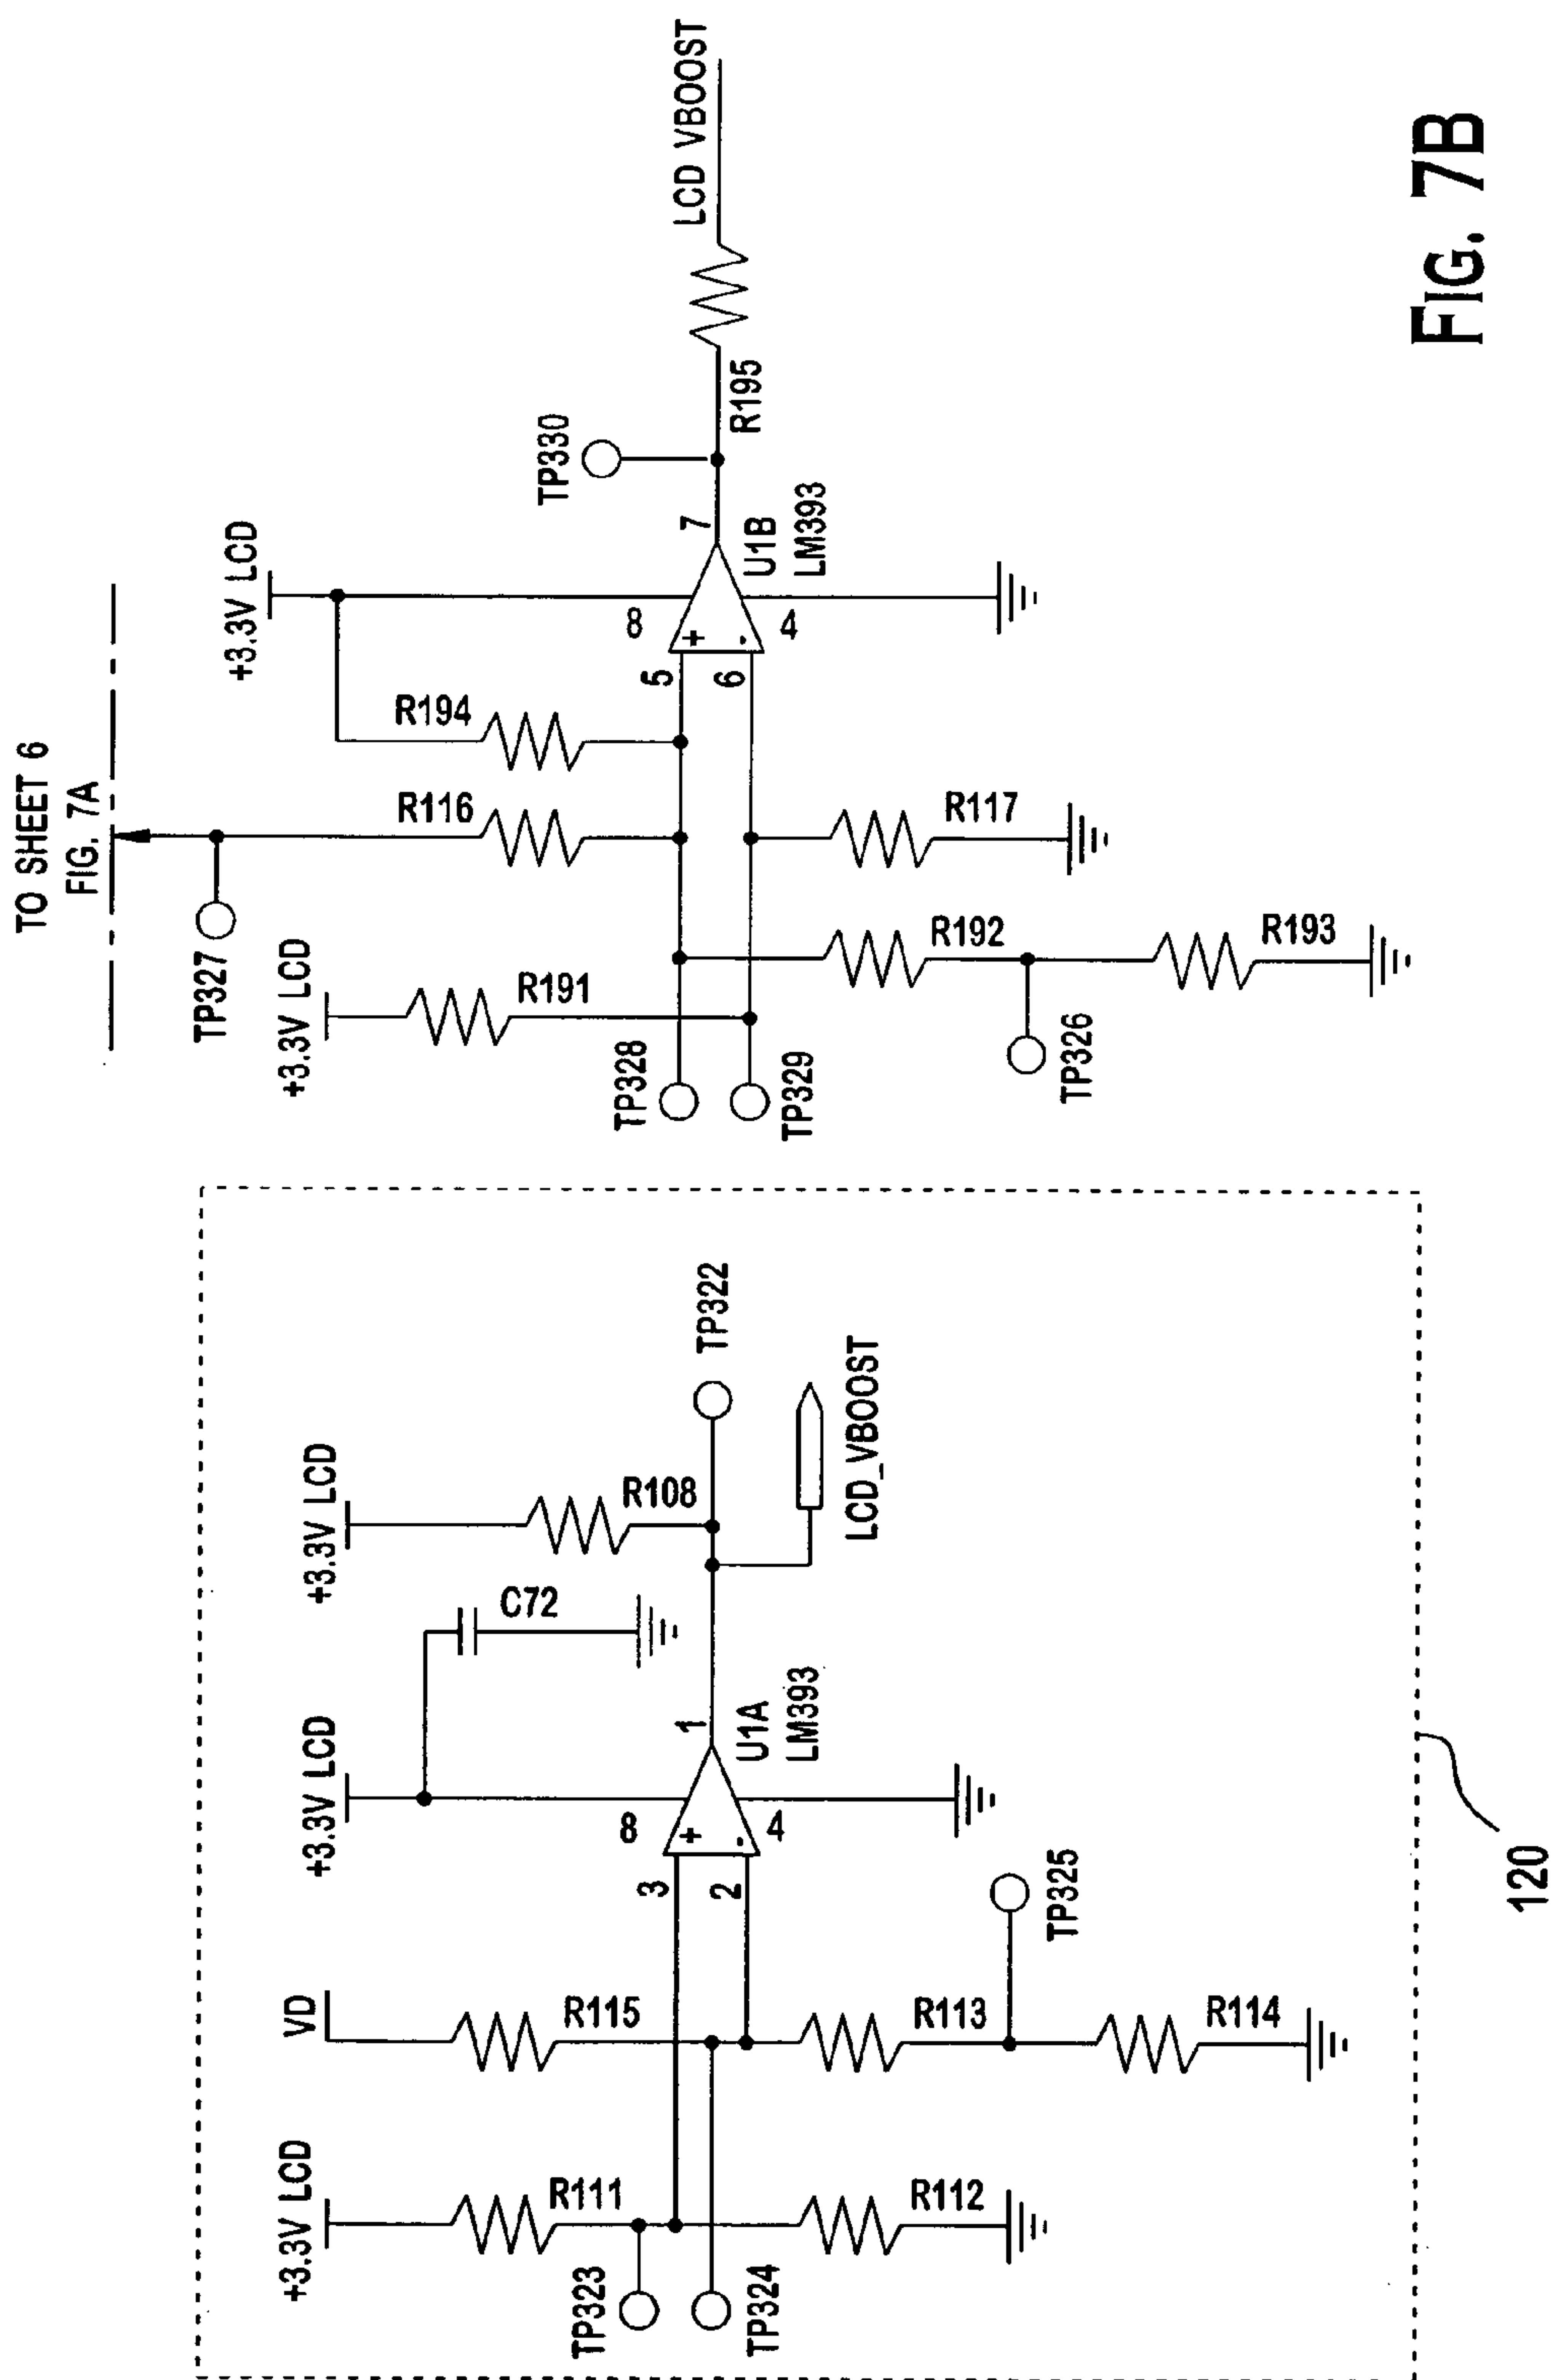 TO SHEET 6
FIG. 7A
TP327
+3.3V LCD
R191
R116
R194
+3.3V LCD
TP328
TP329
5
6
8
4
+
-
7
U1B
LM393
TP330
R195
LCD VBOOST
R117
R192
R193
TP326
+3.3V LCD
R111
TP323
TP324
R112
VD
R115
R113
TP325
R114
3
2
+3.3V LCD
8
4
+
-
1
U1A
LM393
C72
+3.3V LCD
R108
TP322
LCD_VBOOST
120
FIG. 7B